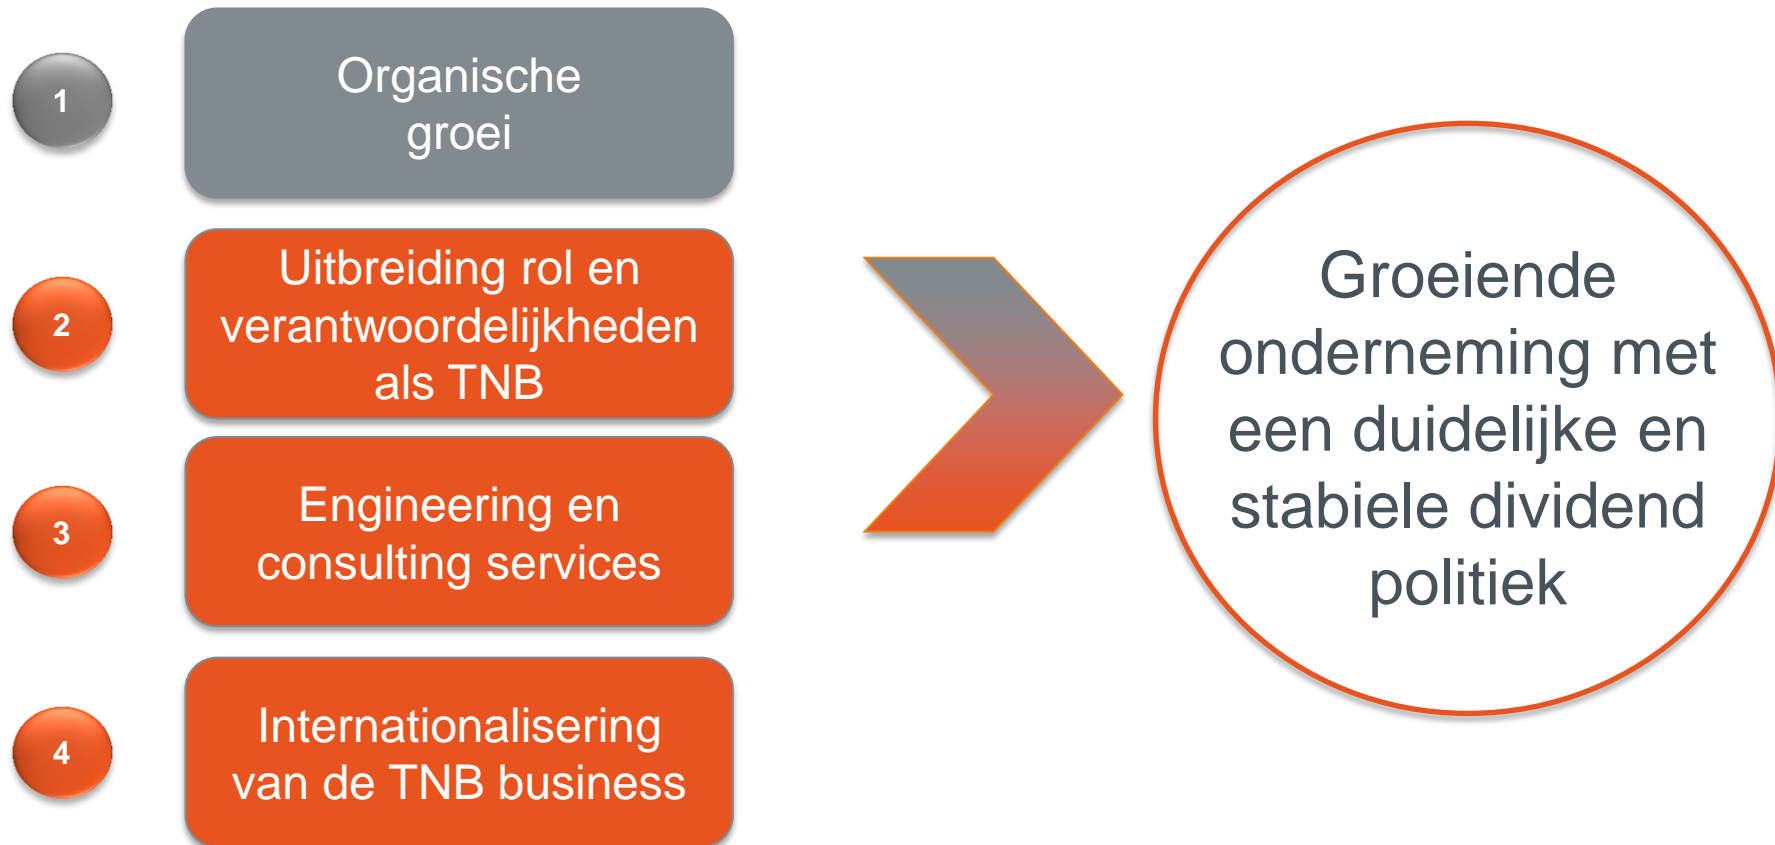 1
Organische
groei
2
Uitbreiding rol en
verantwoordelijkheden
als TNB
3
Engineering en
consulting services
4
Internationalisering
van de TNB business
Groeiende
onderneming met
een duidelijke en
stabiele dividend
politiek